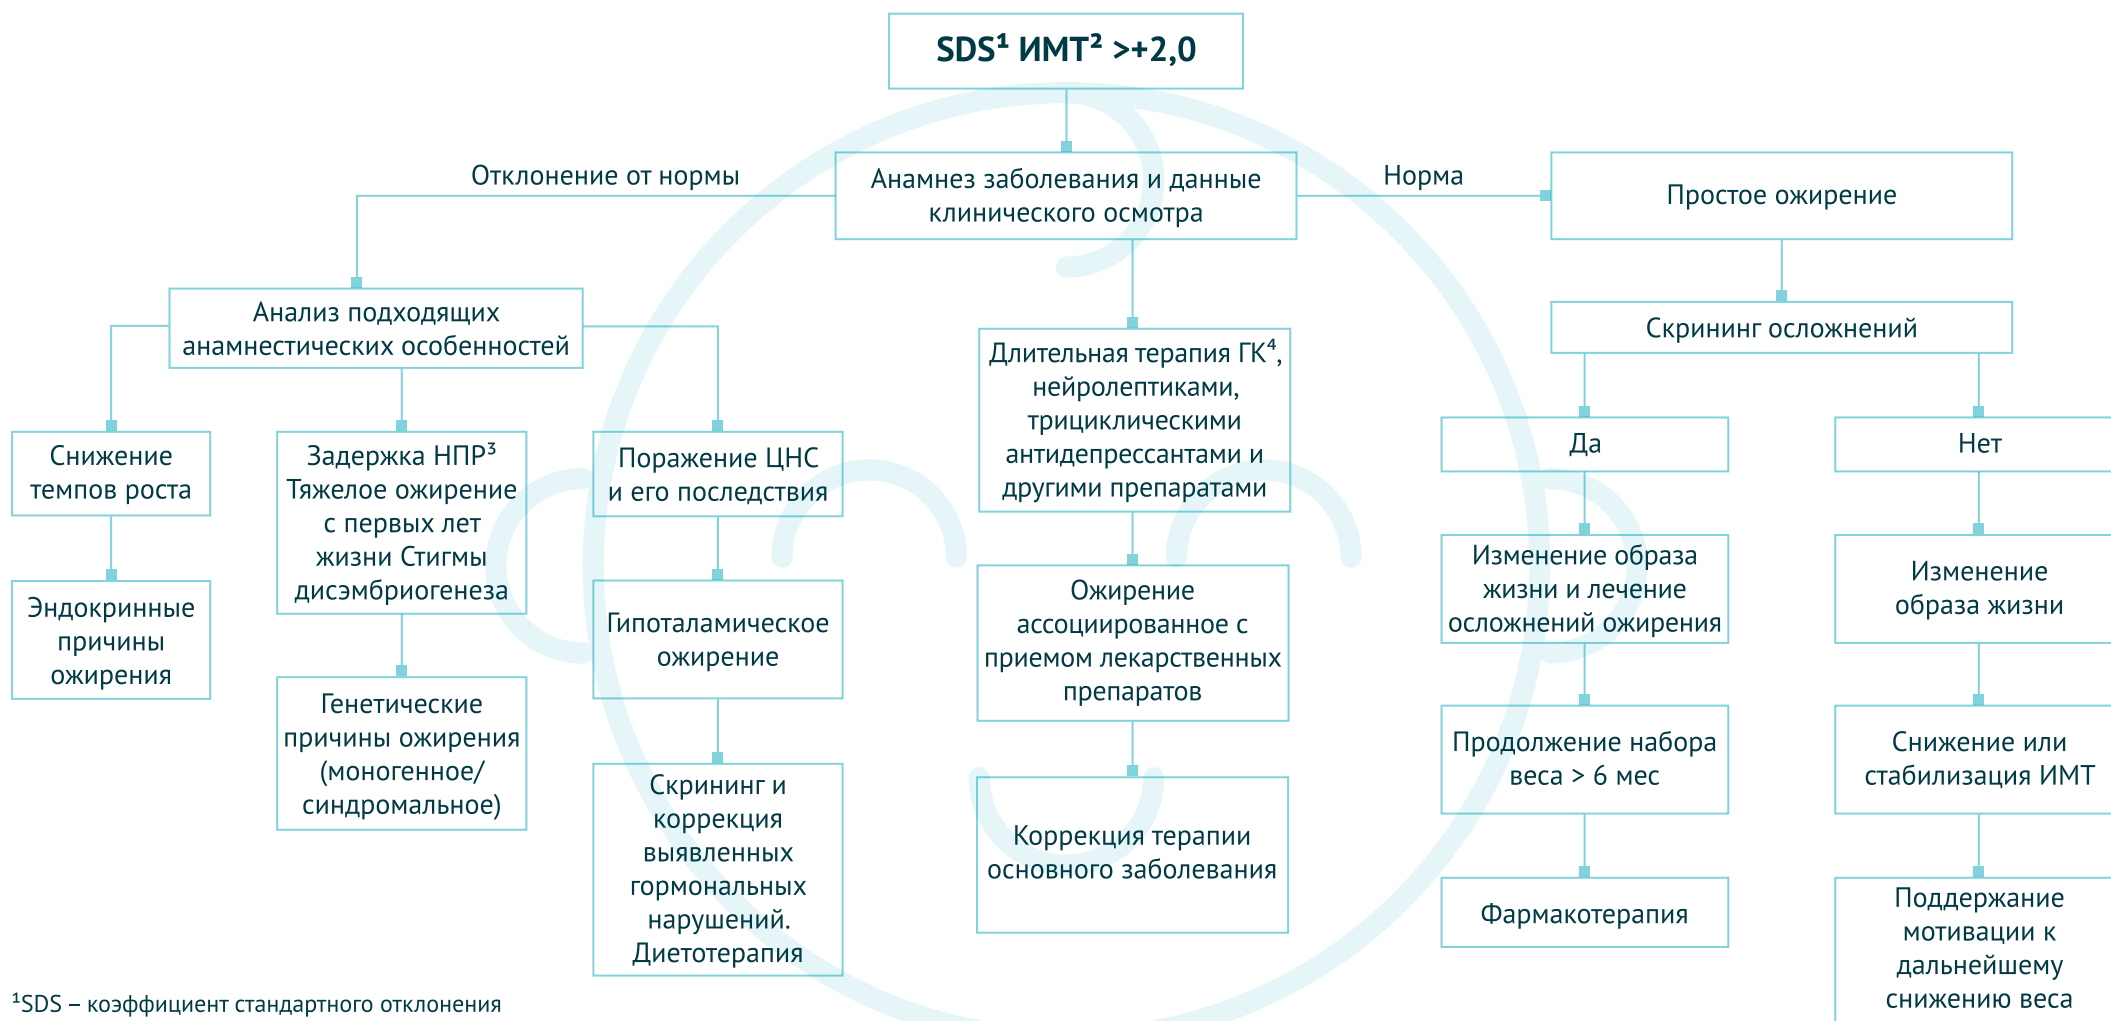 SDS¹ ИМТ² >+2,0
Отклонение от нормы
Анамнез заболевания и данные
клинического осмотра
Норма
Простое ожирение
Анализ подходящих
анамнестических особенностей
Снижение
темпов роста
Эндокринные
причины
ожирения
Задержка НПР³
Тяжелое ожирение
с первых лет
жизни Стигмы
дисэмбриогенеза
Генетические
причины ожирения
(моногенное/
синдромальное)
Поражение ЦНС
и его последствия
Гипоталамическое
ожирение
Скрининг и
коррекция
выявленных
гормональных
нарушений.
Диетотерапия
Длительная терапия ГК⁴,
нейролептиками,
трициклическими
антидепрессантами и
другими препаратами
Ожирение
ассоциированное с
приемом лекарственных
препаратов
Коррекция терапии
основного заболевания
Скрининг осложнений
Да
Изменение образа
жизни и лечение
осложнений ожирения
Продолжение набора
веса > 6 мес
Фармакотерапия
Нет
Изменение
образа жизни
Снижение или
стабилизация ИМТ
Поддержание
мотивации к
дальнейшему
снижению веса
¹SDS – коэффициент стандартного отклонения